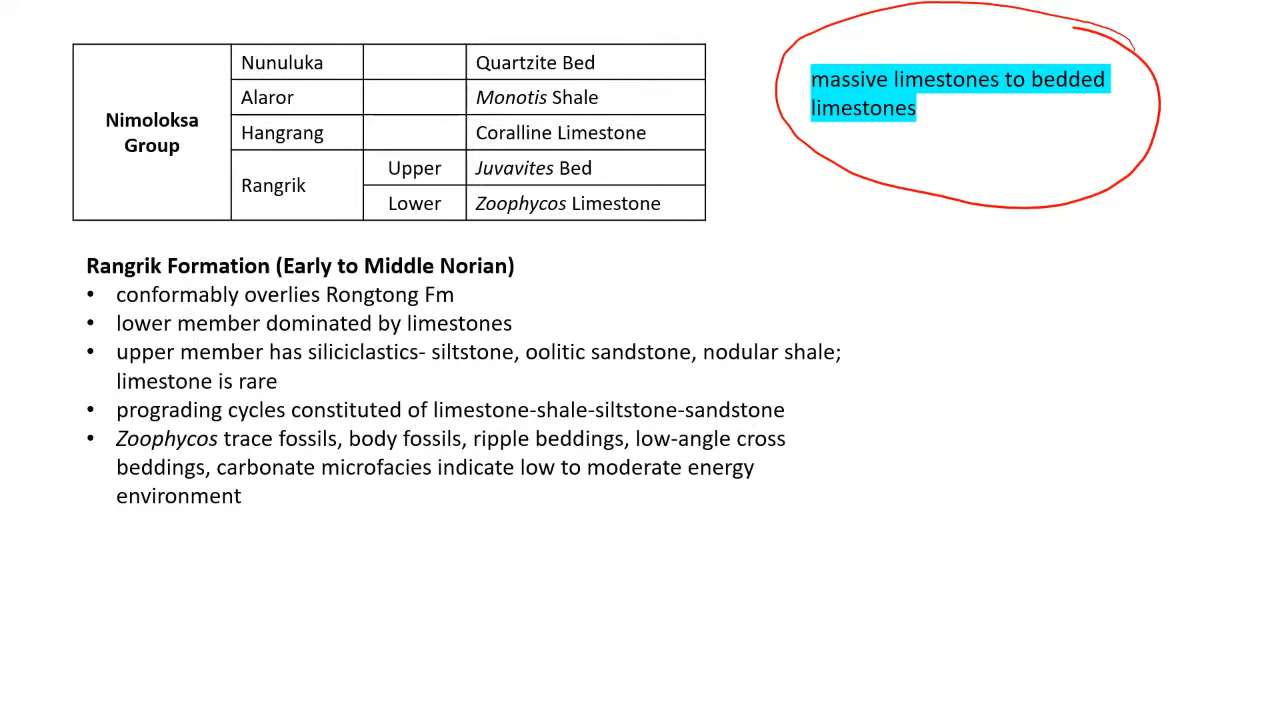 Nimoloksa Group
Nunuluka Quartzite Bed
Alaror Monotis Shale
Hangrang Coralline Limestone
Rangrik Upper Juvavites Bed
Lower Zoophycos Limestone
massive limestones to bedded
limestones
Rangrik Formation (Early to Middle Norian)
• conformably overlies Rongtong Fm
• lower member dominated by limestones
• upper member has siliciclastics- siltstone, oolitic sandstone, nodular shale;
limestone is rare
• prograding cycles constituted of limestone-shale-siltstone-sandstone
• Zoophycos trace fossils, body fossils, ripple beddings, low-angle cross
beddings, carbonate microfacies indicate low to moderate energy
environment